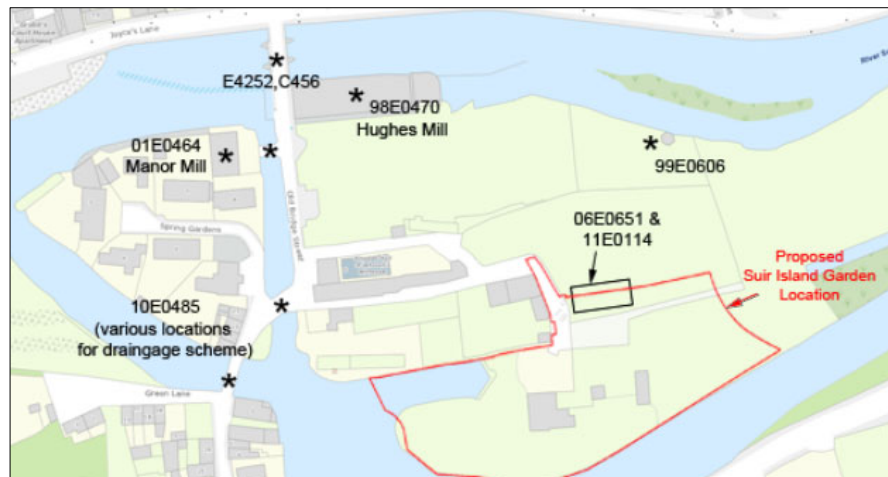 Joyce's Lane
E4252,C456
98E0470
Hughes Mill
01E0464
Manor Mill
99E0606
06E0651 &
11E0114
Proposed
Suir Island Garden
Location
Old Bridge Street
Spring Gardens
10E0485
(various locations
for draingage scheme)
Green Lane